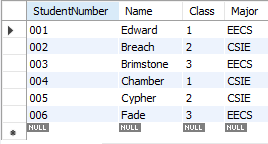 StudentNumber Name Class Major
001 Edward 1 EECS
002 Breach 2 CSIE
003 Brimstone 3 EECS
004 Chamber 1 CSIE
005 Cypher 2 CSIE
006 Fade 3 EECS
NULL NULL NULL NULL